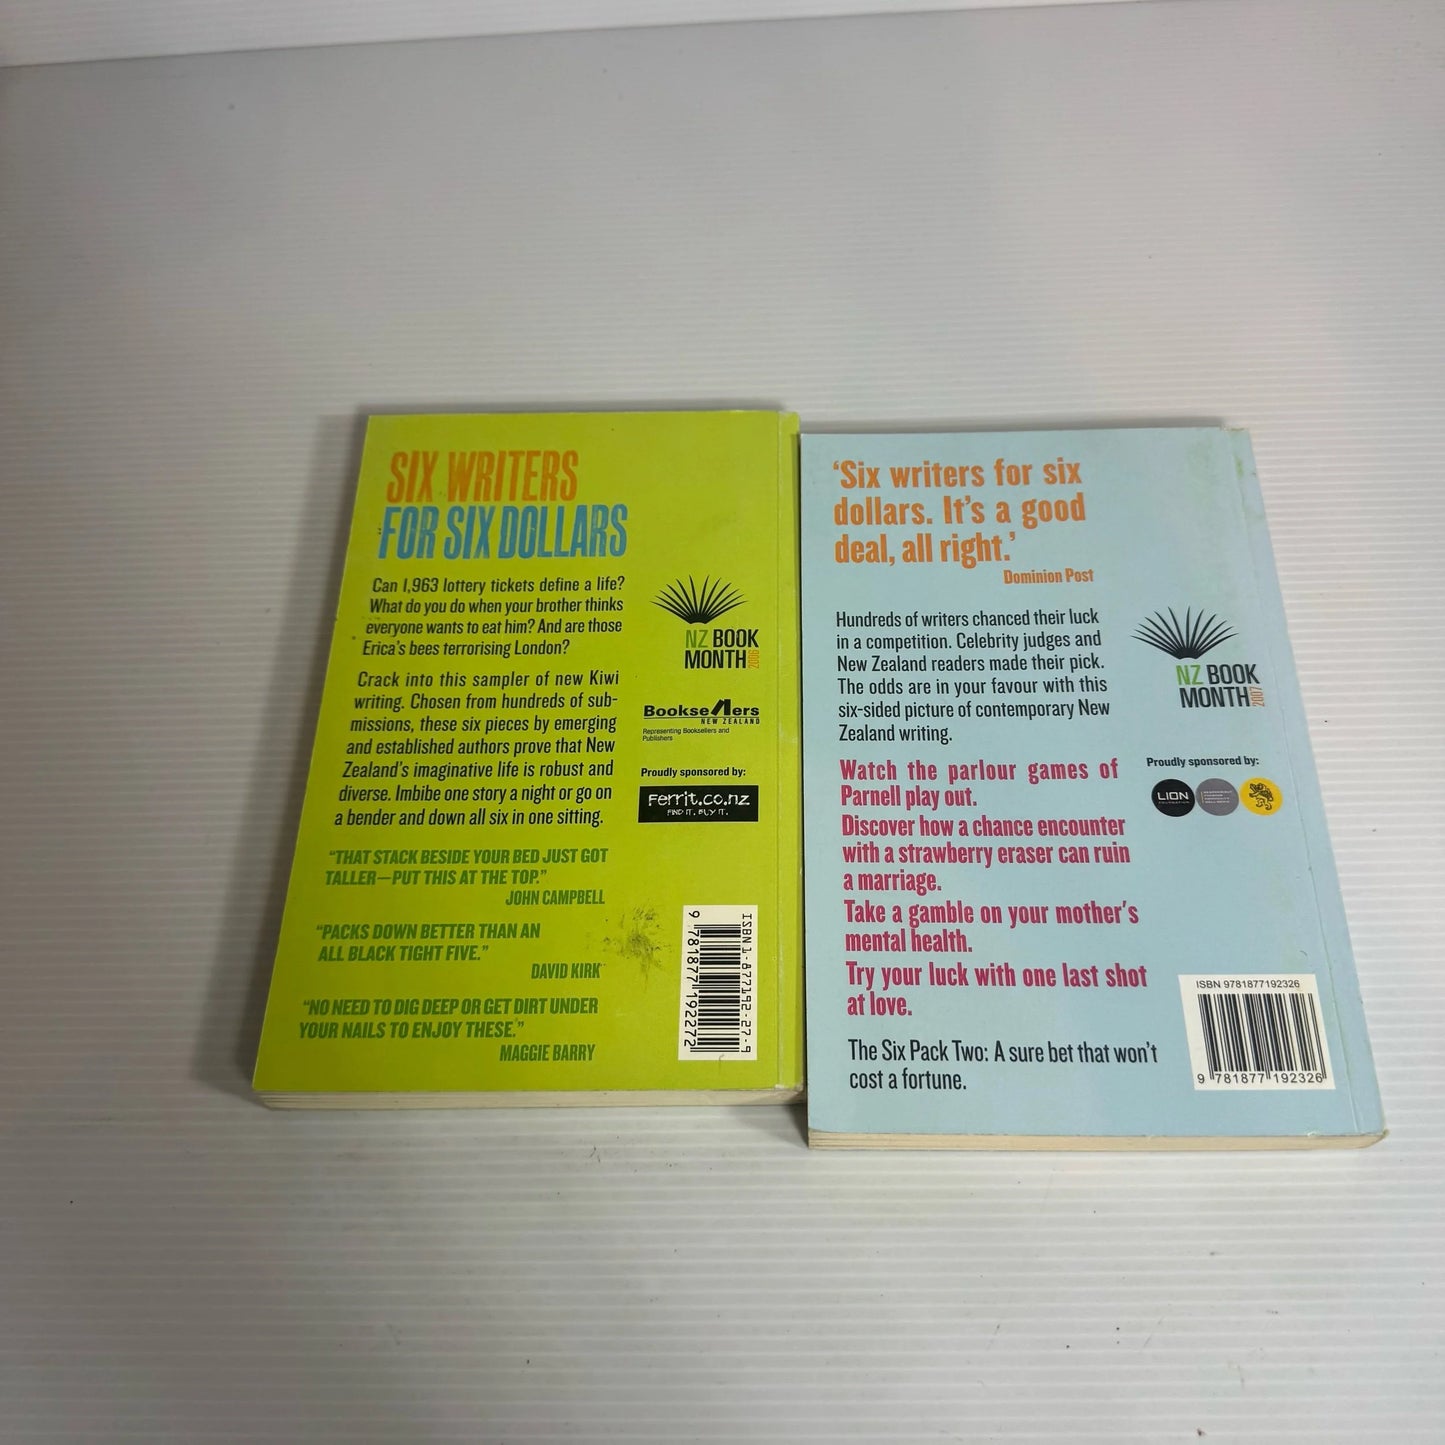 SIX WRITERS
FOR SIX DOLLARS
Can 1,963 lottery tickets define a life?
What do you do when your brother thinks
everyone wants to eat him? And are those
Erica's bees terrorising London?
Crack into this sampler of new Kiwi
writing. Chosen from hundreds of sub-
missions, these six pieces by emerging
and established authors prove that New
Zealand's imaginative life is robust and
diverse. Imbibe one story a night or go on
a bender and down all six in one sitting.
"THAT STACK BESIDE YOUR BED JUST GOT
TALLER—PUT THIS AT THE TOP."
JOHN CAMPBELL
"PACKS DOWN BETTER THAN AN
ALL BLACK TIGHT FIVE."
DAVID KIRK
"NO NEED TO DIG DEEP OR GET DIRT UNDER
YOUR NAILS TO ENJOY THESE."
MAGGIE BARRY
NZ BOOK
MONTH 2006
Booksellers
NEW ZEALAND
Representing Booksellers and
Publishers
Proudly sponsored by:
Ferrit.co.nz
FIND IT. BUY IT.
ISBN 1-877192-27-9
9 781877 192272
'Six writers for six
dollars. It's a good
deal, all right.'
Dominion Post
Hundreds of writers chanced their luck
in a competition. Celebrity judges and
New Zealand readers made their pick.
The odds are in your favour with this
six-sided picture of contemporary New
Zealand writing.
Watch the parlour games of
Parnell play out.
Discover how a chance encounter
with a strawberry eraser can ruin
a marriage.
Take a gamble on your mother's
mental health.
Try your luck with one last shot
at love.
The Six Pack Two: A sure bet that won't
cost a fortune.
NZ BOOK
MONTH 2007
Proudly sponsored by:
LION
FOUNDATION
ISBN 9781877192326
9 781877 192326